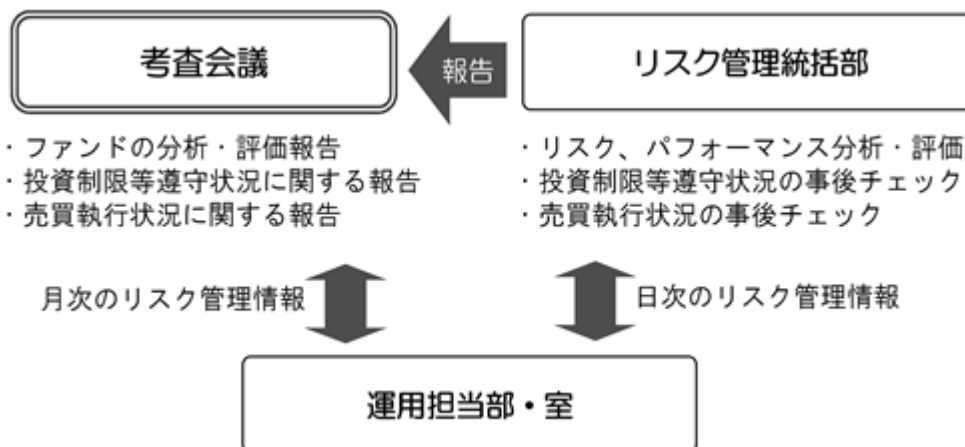 考査会議
報告
リスク管理統括部
・ファンドの分析・評価報告
・投資制限等遵守状況に関する報告
・売買執行状況に関する報告
・リスク、パフォーマンス分析・評価
・投資制限等遵守状況の事後チェック
・売買執行状況の事後チェック
月次のリスク管理情報
日次のリスク管理情報
運用担当部・室